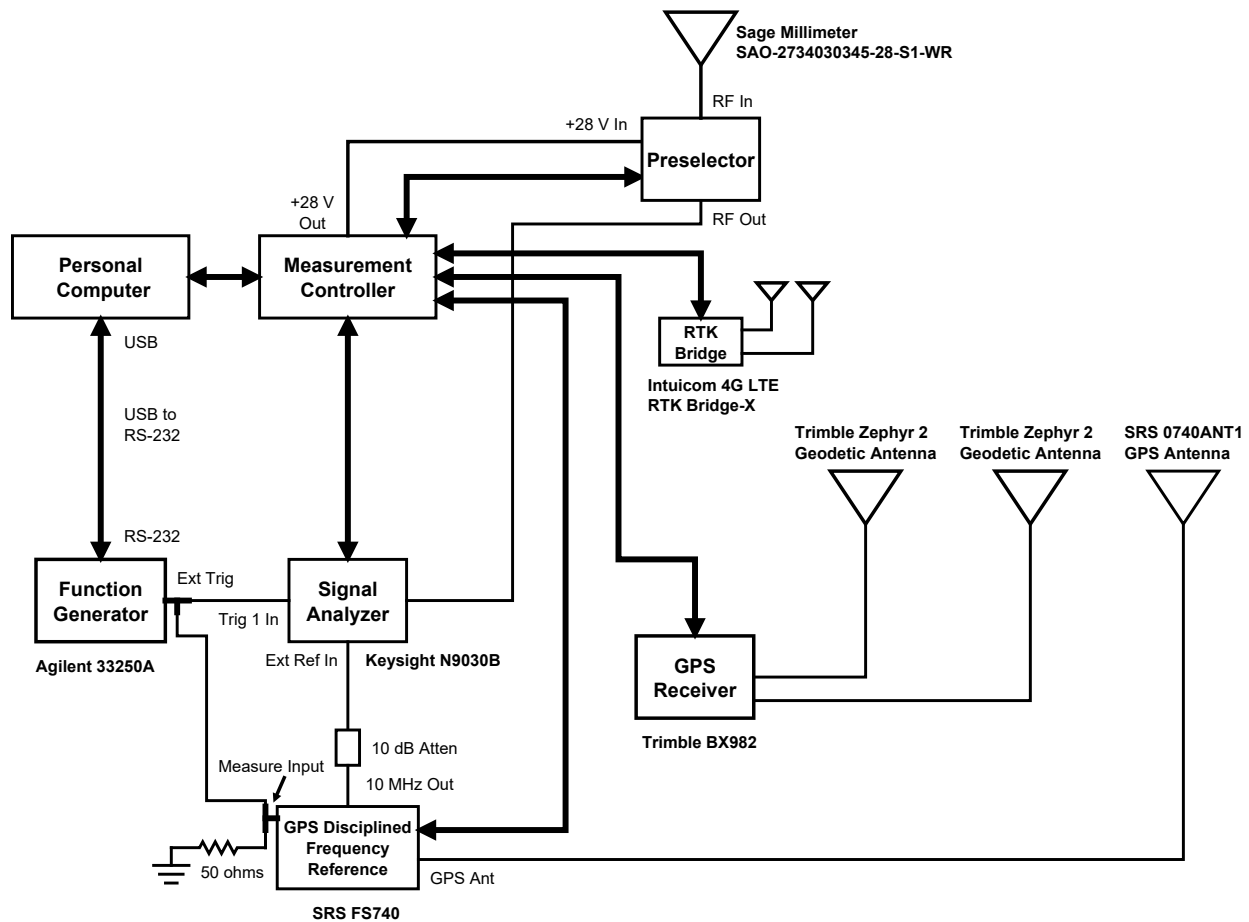 Sage Millimeter
SAO-2734030345-28-S1-WR
RF In
+28 V In
Preselector
+28 V
Out
RF Out
Personal
Computer
Measurement
Controller
RTK
Bridge
USB
Intuicom 4G LTE
RTK Bridge-X
USB to
RS-232
Trimble Zephyr 2
Geodetic Antenna
Trimble Zephyr 2
Geodetic Antenna
SRS 0740ANT1
GPS Antenna
RS-232
Function
Generator
Ext Trig
Trig 1 In
Signal
Analyzer
Agilent 33250A
Ext Ref In
Keysight N9030B
GPS
Receiver
Trimble BX982
10 dB Atten
Measure Input
10 MHz Out
GPS Disciplined
Frequency
Reference
50 ohms
GPS Ant
SRS FS740